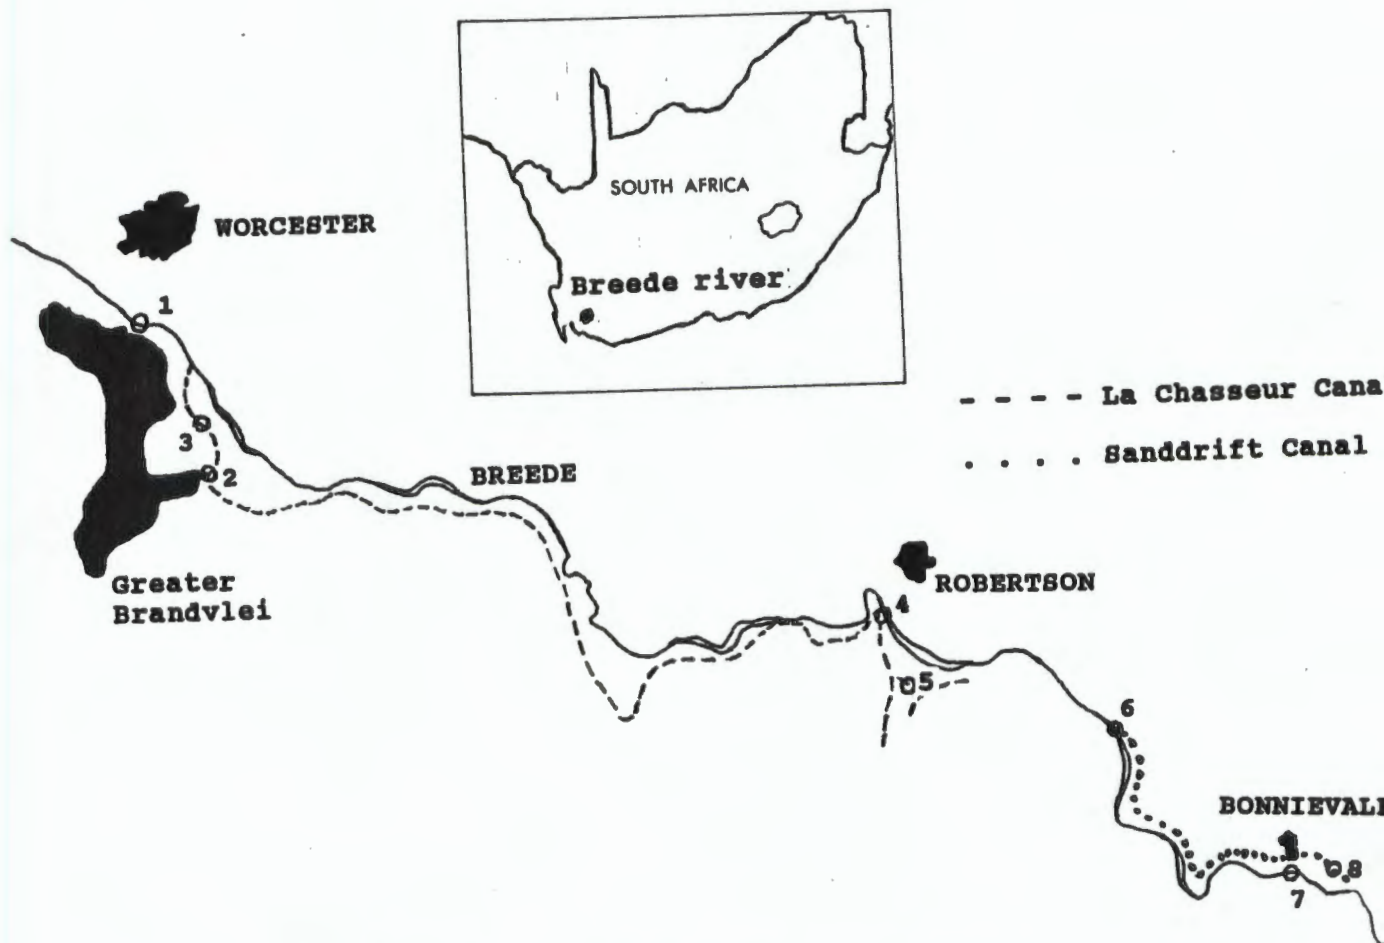 SOUTH AFRICA
Breede river
WORCESTER
1
- - - - La Chasseur Cana
3
. . . . Sanddrift Canal
2
BREEDE
Greater
Brandvlei
ROBERTSON
4
5
6
BONNIEVALE
8
7